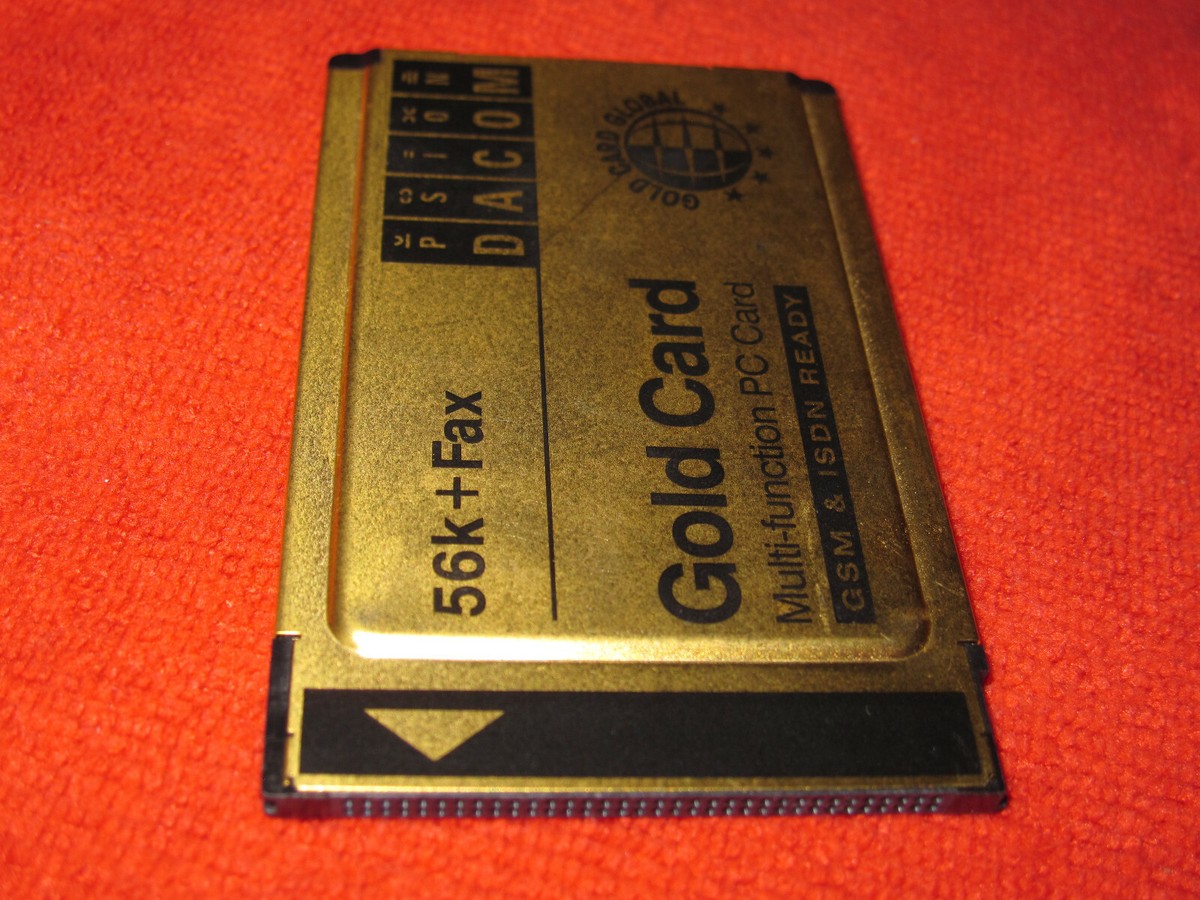 PSION
DACOM
56k+Fax
GOLD CARD GLOBAL
Gold Card
Multi-function PC Card
GSM & ISDN READY